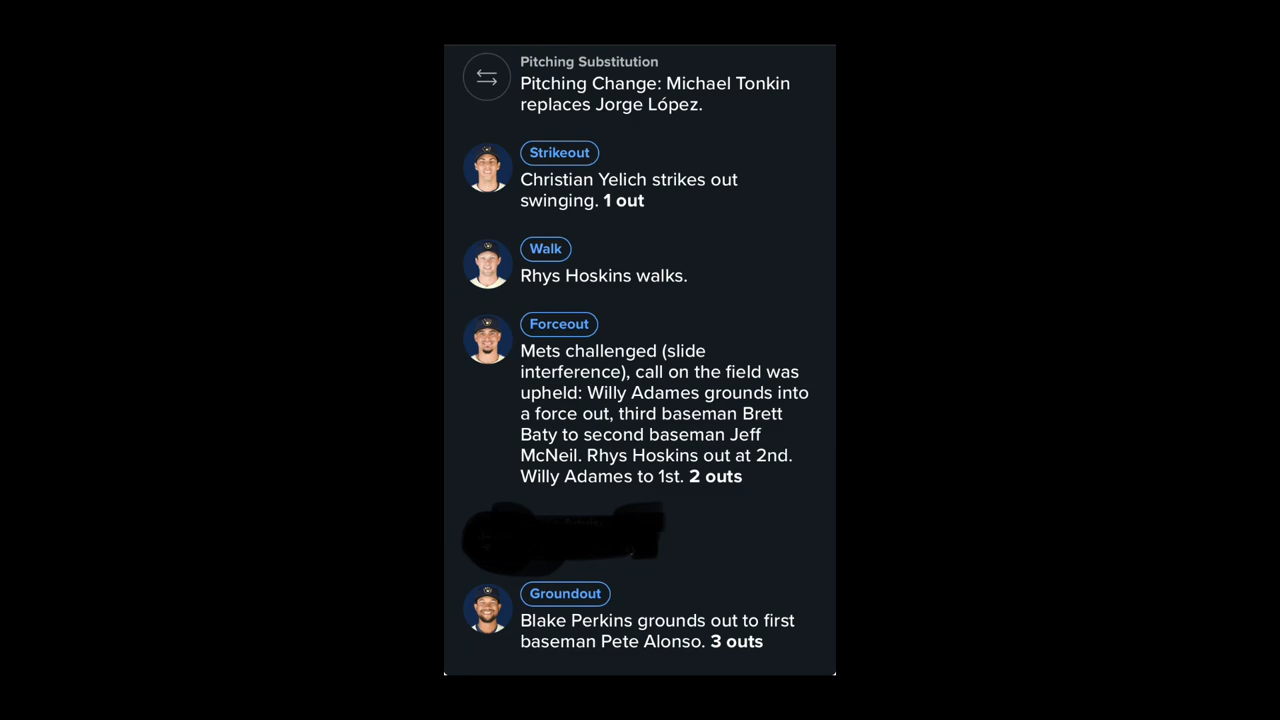 Pitching Substitution
Pitching Change: Michael Tonkin
replaces Jorge López.
Strikeout
Christian Yelich strikes out
swinging. 1 out
Walk
Rhys Hoskins walks.
Forceout
Mets challenged (slide
interference), call on the field was
upheld: Willy Adames grounds into
a force out, third baseman Brett
Baty to second baseman Jeff
McNeil. Rhys Hoskins out at 2nd.
Willy Adames to 1st. 2 outs
Groundout
Blake Perkins grounds out to first
baseman Pete Alonso. 3 outs